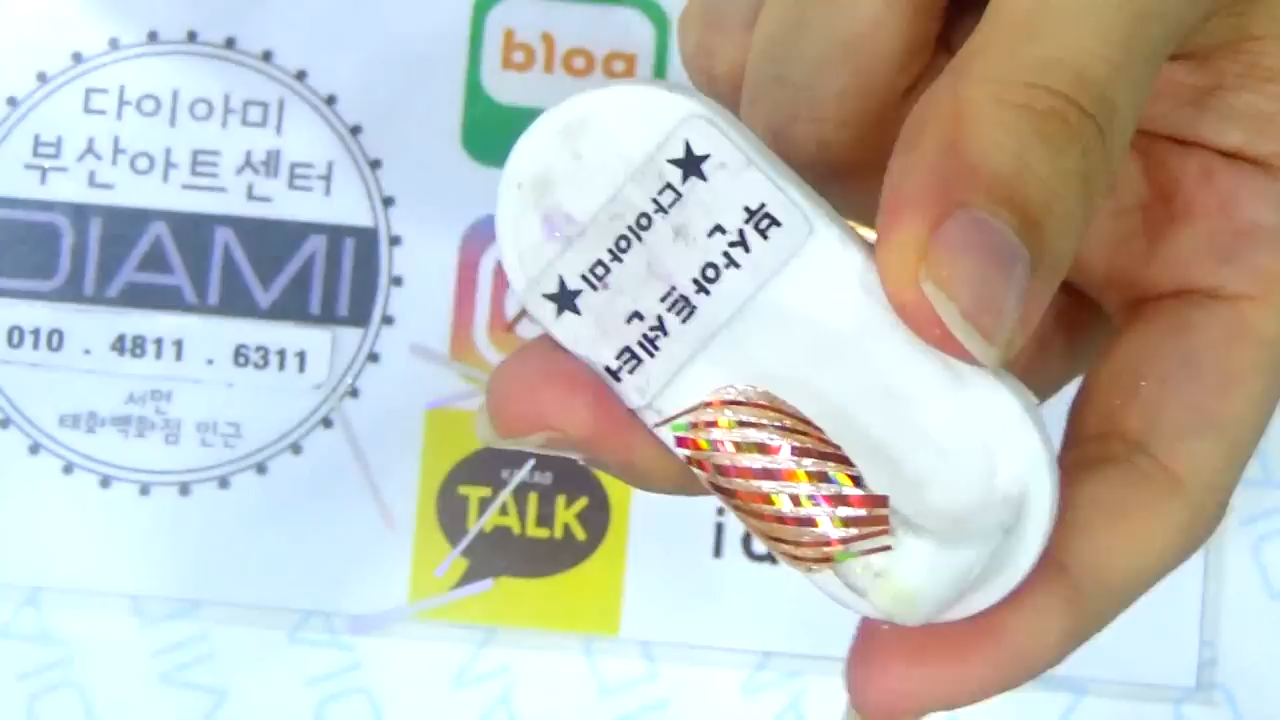 다이아미
부산아트센터
DIAMI
010 . 4811 . 6311
서면
태화백화점 인근
blog
TALK
★다이아미★
부산아트센터